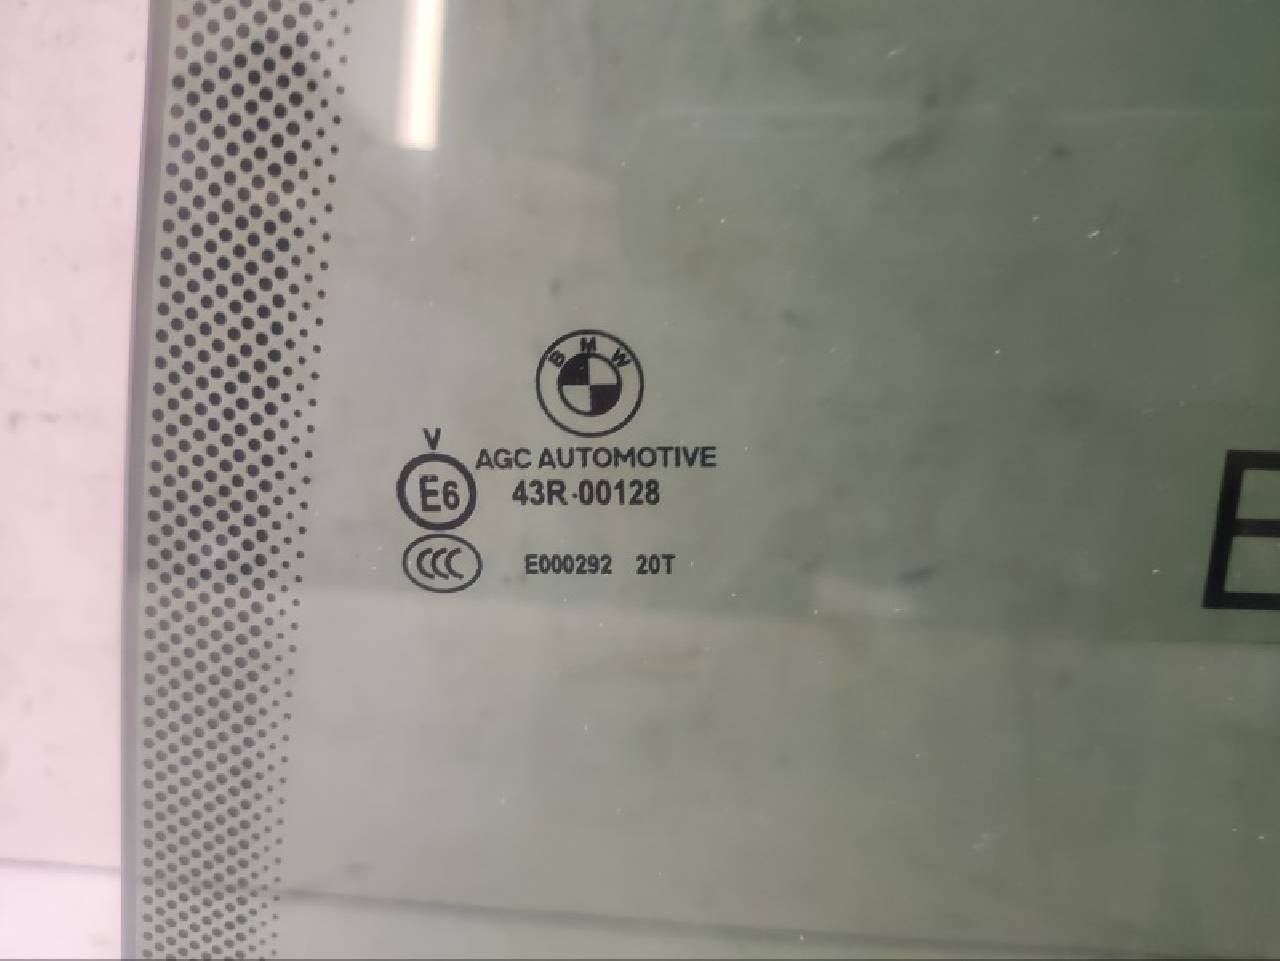 BMW
V
AGC AUTOMOTIVE
E6 43R-00128
CCC E000292 20T
E